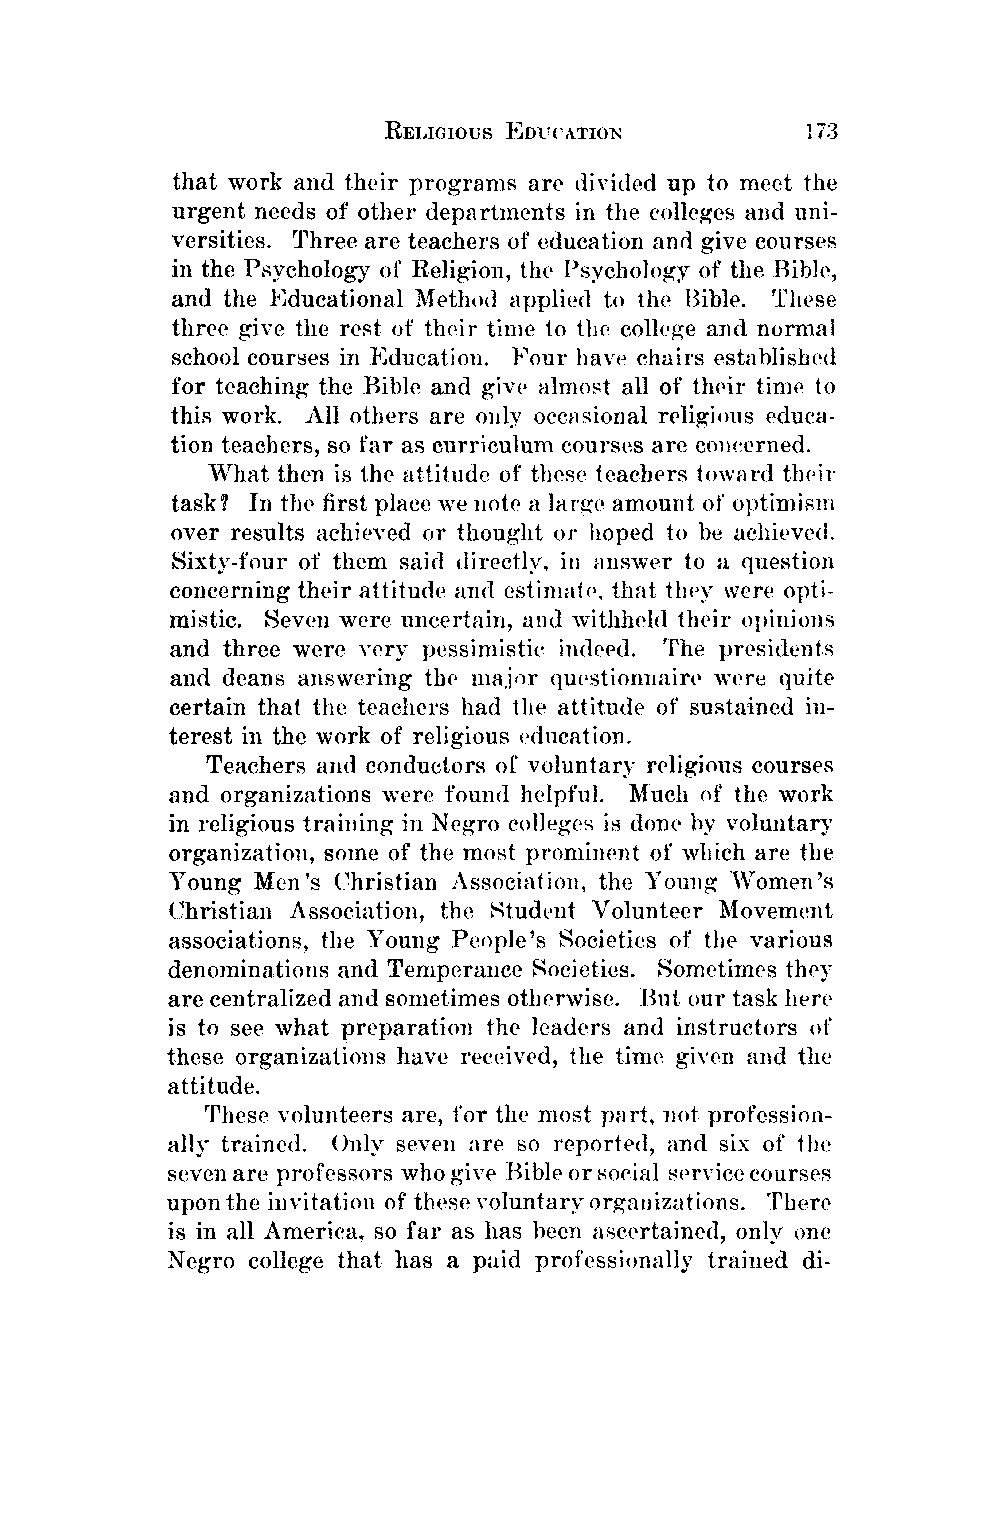 RELIGIOUS EDUCATION 173
that work and their programs are divided up to meet the
urgent needs of other departments in the colleges and uni-
versities. Three are teachers of education and give courses
in the Psychology of Religion, the Psychology of the Bible,
and the Educational Method applied to the Bible. These
three give the rest of their time to the college and normal
school courses in Education. Four have chairs established
for teaching the Bible and give almost all of their time to
this work. All others are only occasional religious educa-
tion teachers, so far as curriculum courses are concerned.
What then is the attitude of these teachers toward their
task? In the first place we note a large amount of optimism
over results achieved or thought or hoped to be achieved.
Sixty-four of them said directly, in answer to a question
concerning their attitude and estimate, that they were opti-
mistic. Seven were uncertain, and withheld their opinions
and three were very pessimistic indeed. The presidents
and deans answering the major questionnaire were quite
certain that the teachers had the attitude of sustained in-
terest in the work of religious education.
Teachers and conductors of voluntary religious courses
and organizations were found helpful. Much of the work
in religious training in Negro colleges is done by voluntary
organization, some of the most prominent of which are the
Young Men's Christian Association, the Young Women's
Christian Association, the Student Volunteer Movement
associations, the Young People's Societies of the various
denominations and Temperance Societies. Sometimes they
are centralized and sometimes otherwise. But our task here
is to see what preparation the leaders and instructors of
these organizations have received, the time given and the
attitude.
These volunteers are, for the most part, not profession-
ally trained. Only seven are so reported, and six of the
seven are professors who give Bible or social service courses
upon the invitation of these voluntary organizations. There
is in all America, so far as has been ascertained, only one
Negro college that has a paid professionally trained di-